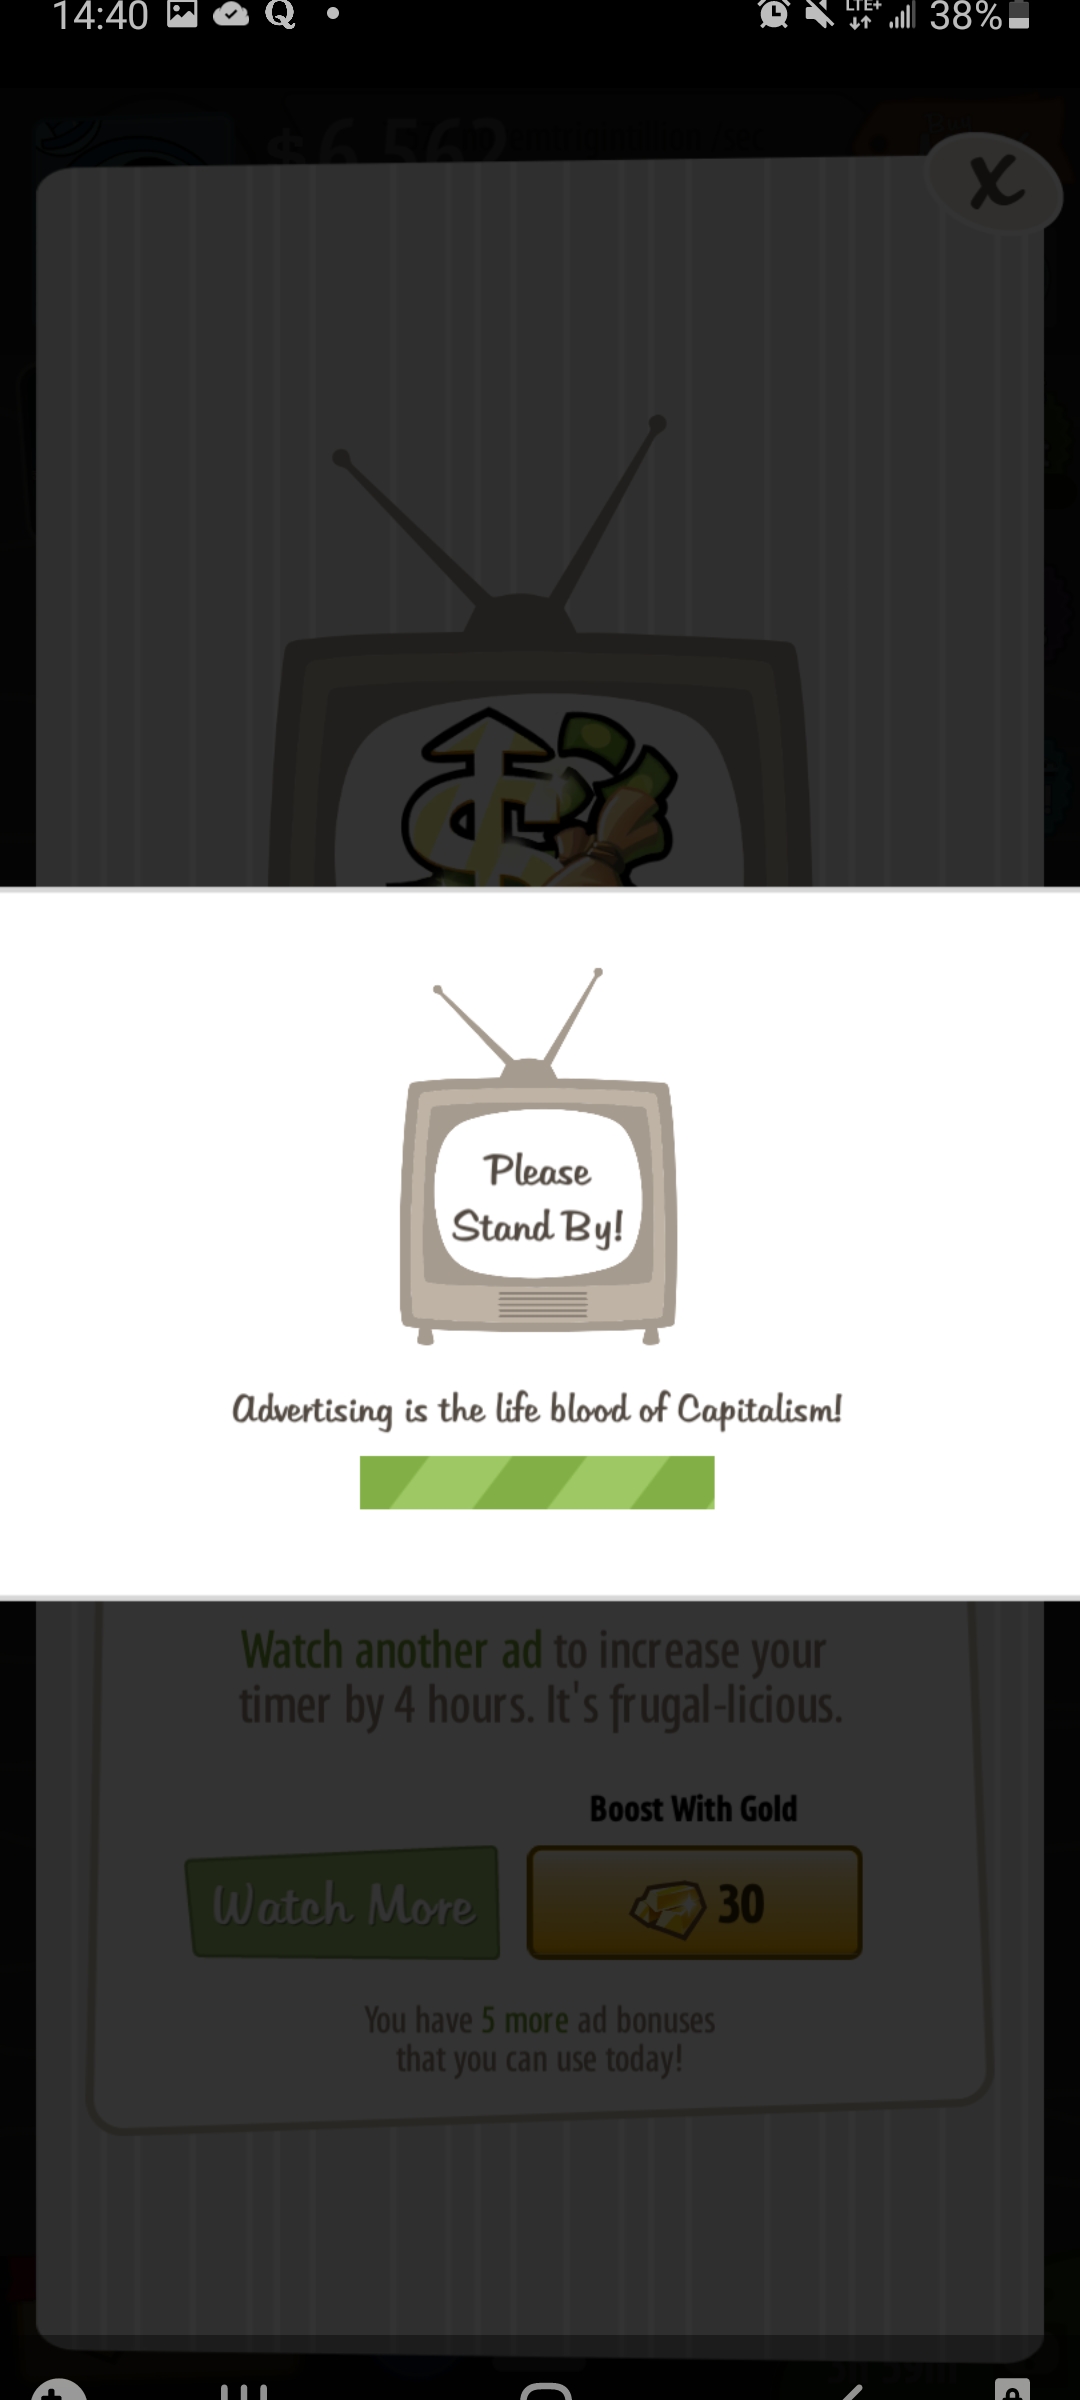 14:40 LTE+ 38%
$6.562
X
Please
Stand By!
Advertising is the life blood of Capitalism!
Watch another ad to increase your
timer by 4 hours. It's frugal-licious.
Boost With Gold
Watch More 30
You have 5 more ad bonuses
that you can use today!